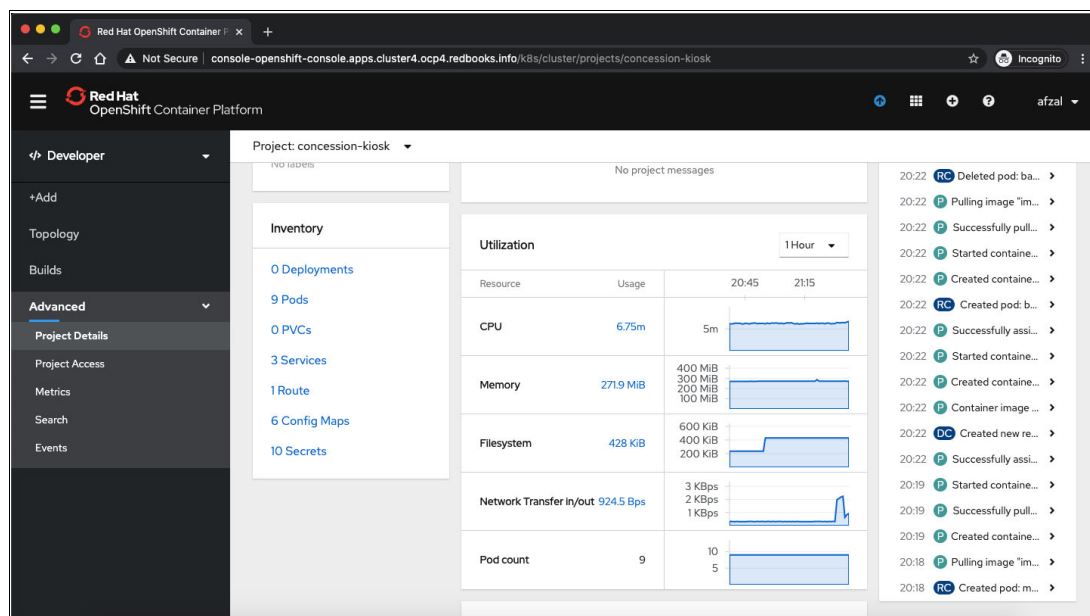 Red Hat OpenShift Container P × +
Not Secure | console-openshift-console.apps.cluster4.ocp4.redbooks.info/k8s/cluster/projects/concession-kiosk Incognito
Red Hat
OpenShift Container Platform
afzal
</> Developer
+Add
Topology
Builds
Advanced
Project Details
Project Access
Metrics
Search
Events
Project: concession-kiosk
No labels
Inventory
0 Deployments
9 Pods
0 PVCs
3 Services
1 Route
6 Config Maps
10 Secrets
No project messages
Utilization
1 Hour
Resource Usage 20:45 21:15
CPU 6.75m 5m
Memory 271.9 MiB
400 MiB
300 MiB
200 MiB
100 MiB
Filesystem 428 KiB
600 KiB
400 KiB
200 KiB
Network Transfer in/out 924.5 Bps
3 KBps
2 KBps
1 KBps
Pod count 9
10
5
20:22 RC Deleted pod: ba...
20:22 P Pulling image "im...
20:22 P Successfully pull...
20:22 P Started containe...
20:22 P Created containe...
20:22 RC Created pod: b...
20:22 P Successfully assi...
20:22 P Started containe...
20:22 P Created containe...
20:22 P Container image ...
20:22 DC Created new re...
20:22 P Successfully assi...
20:19 P Started containe...
20:19 P Successfully pull...
20:19 P Created containe...
20:18 P Pulling image "im...
20:18 RC Created pod: m...